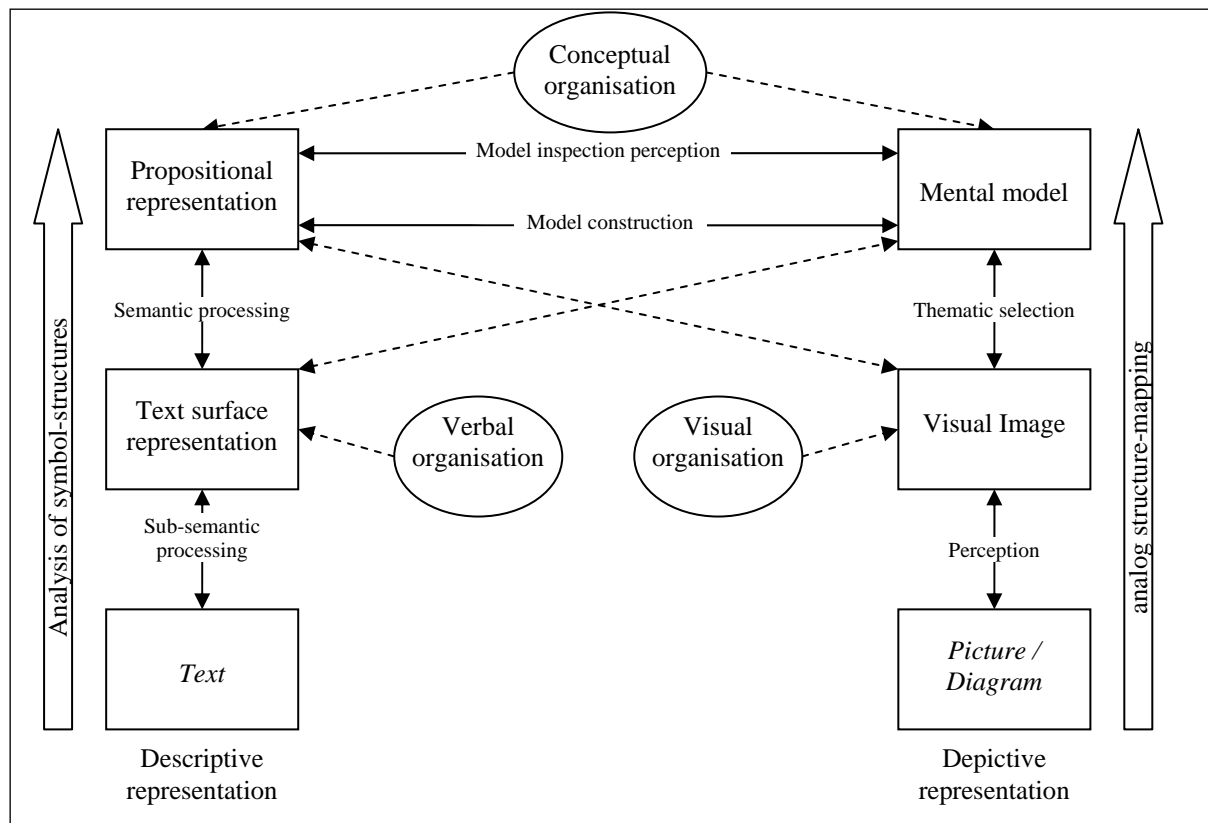 Conceptual
organisation
Propositional
representation
Model inspection perception
Mental model
Model construction
Semantic processing
Thematic selection
Analysis of symbol-structures
analog structure-mapping
Text surface
representation
Verbal
organisation
Visual
organisation
Visual Image
Sub-semantic
processing
Perception
Text
Picture /
Diagram
Descriptive
representation
Depictive
representation